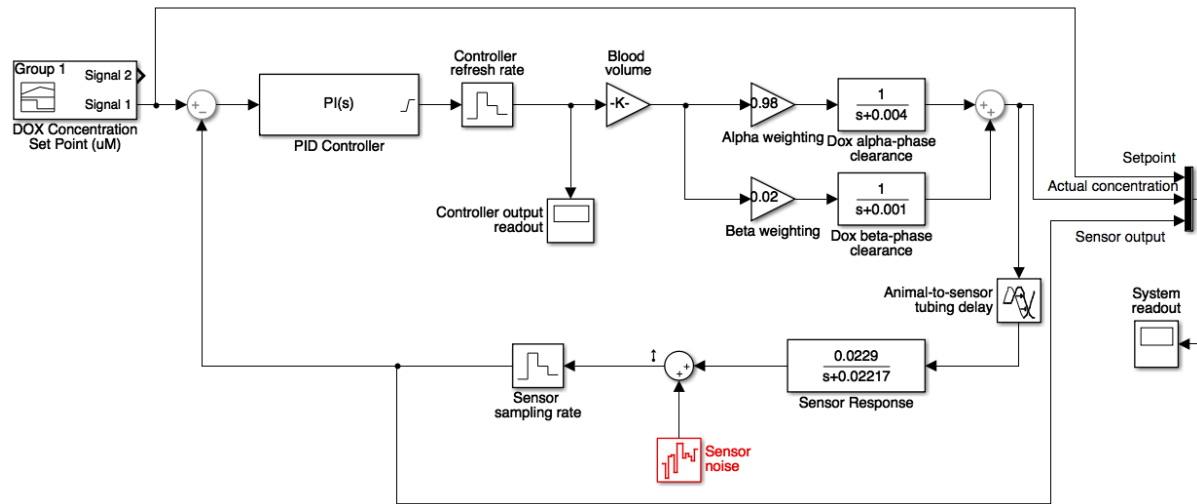 Group 1
Signal 2
Signal 1
DOX Concentration
Set Point (uM)
+
−
PI(s)
PID Controller
Controller
refresh rate
Controller output
readout
Blood
volume
-K-
0.98
Alpha weighting
1
s+0.004
Dox alpha-phase
clearance
0.02
Beta weighting
1
s+0.001
Dox beta-phase
clearance
+
+
Setpoint
Actual concentration
Sensor output
Animal-to-sensor
tubing delay
System
readout
0.0229
s+0.02217
Sensor Response
+
+
Sensor
noise
Sensor
sampling rate